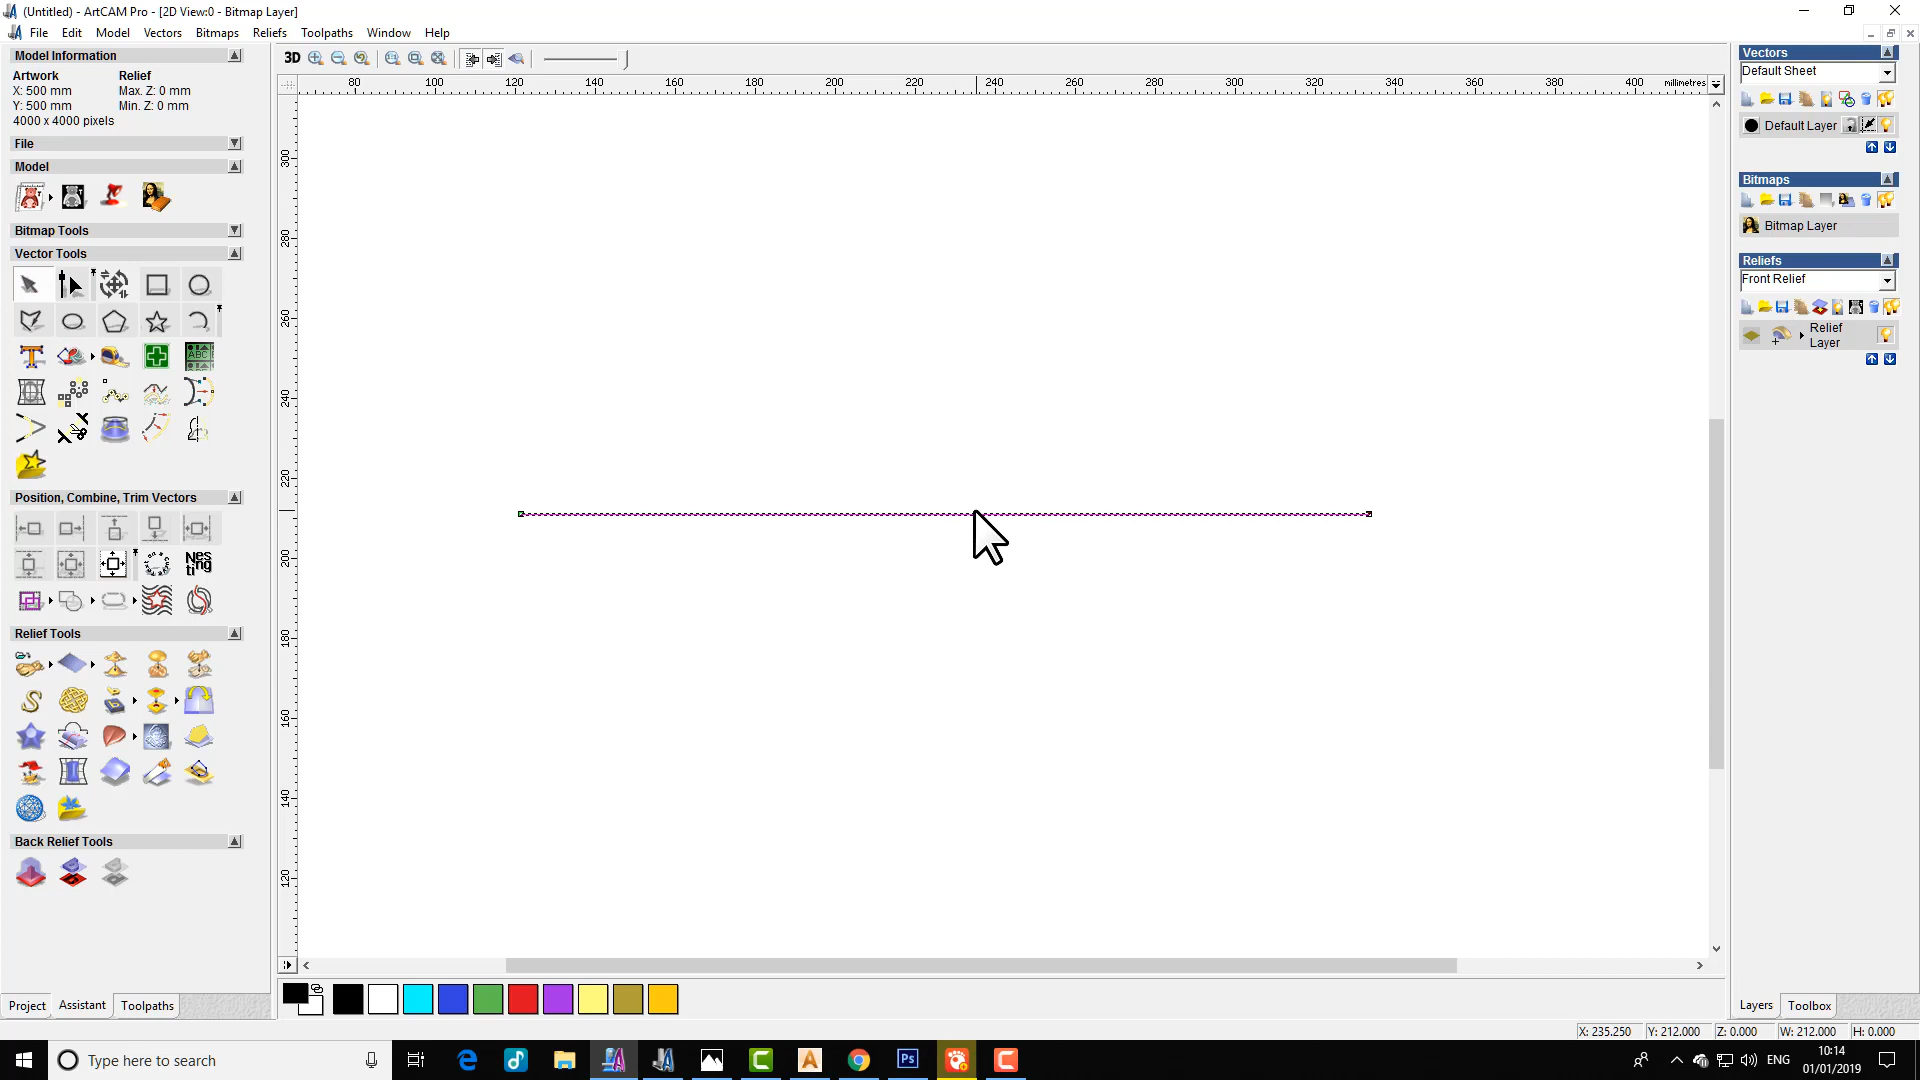 (Untitled) - ArtCAM Pro - [2D View:0 - Bitmap Layer]
File Edit Model Vectors Bitmaps Reliefs Toolpaths Window Help
Model Information
Artwork Relief
X: 500 mm Max. Z: 0 mm
Y: 500 mm Min. Z: 0 mm
4000 x 4000 pixels
File
Model
Bitmap Tools
Vector Tools
ABC
Position, Combine, Trim Vectors
Nes
ting
Relief Tools
Back Relief Tools
Project Assistant Toolpaths
3D
80 100 120 140 160 180 200 220 240 260 280 300 320 340 360 380 400 millimetres
300
280
260
240
220
200
180
160
140
120
Vectors
Default Sheet
Default Layer
Bitmaps
Bitmap Layer
Reliefs
Front Relief
Relief
Layer
Layers Toolbox
X: 235.250 Y: 212.000 Z: 0.000 W: 212.000 H: 0.000
Type here to search
Ps
ENG
10:14
01/01/2019